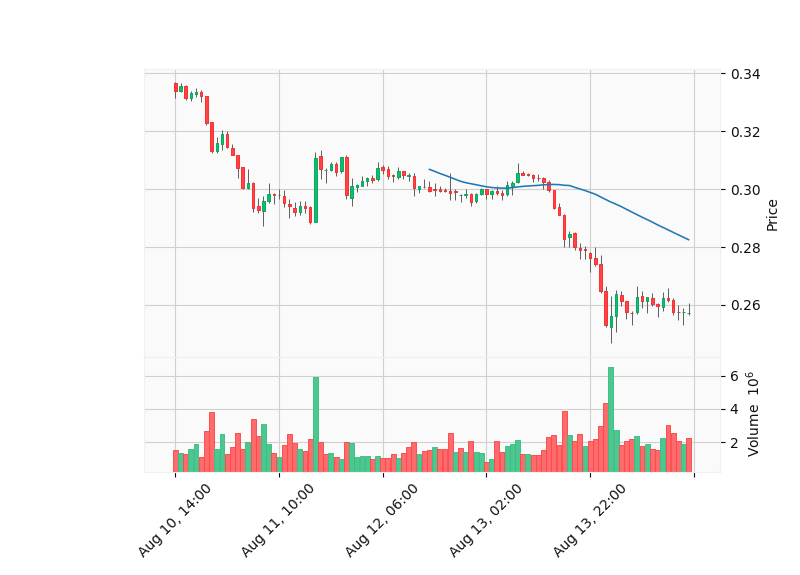 0.34
0.32
0.30
0.28
0.26
Price
6
4
2
Volume 10⁶
Aug 10, 14:00
Aug 11, 10:00
Aug 12, 06:00
Aug 13, 02:00
Aug 13, 22:00